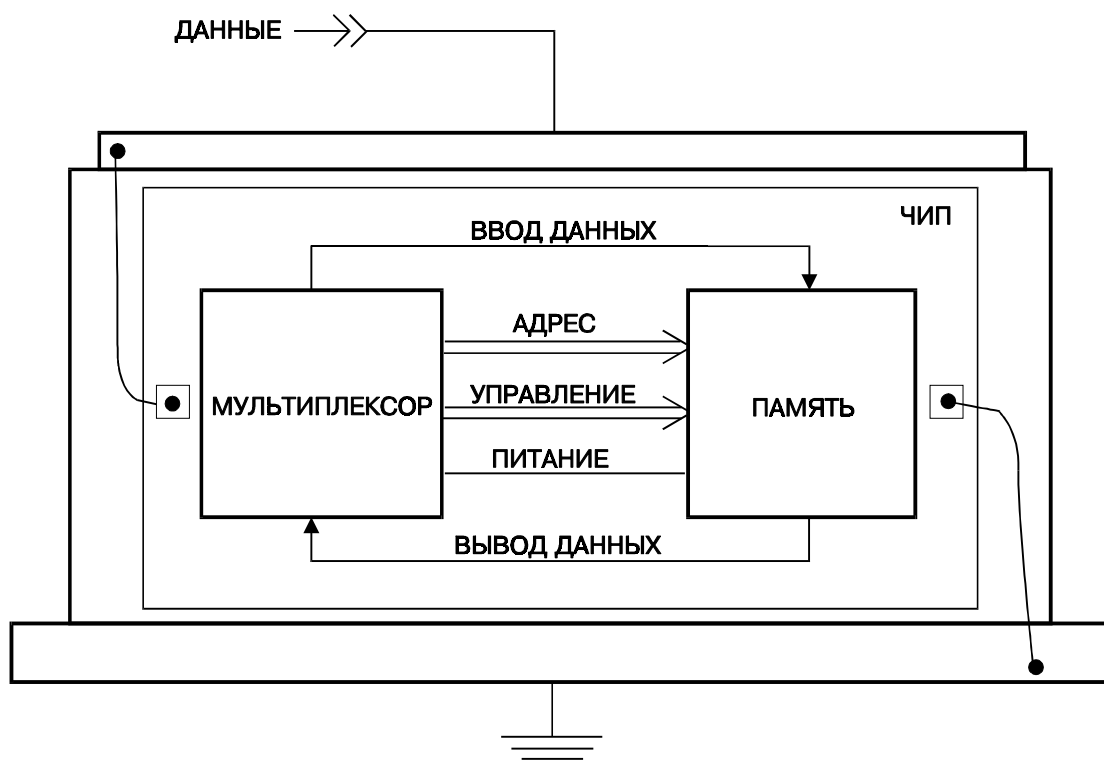 ДАННЫЕ
ЧИП
ВВОД ДАННЫХ
АДРЕС
МУЛЬТИПЛЕКСОР
УПРАВЛЕНИЕ
ПАМЯТЬ
ПИТАНИЕ
ВЫВОД ДАННЫХ